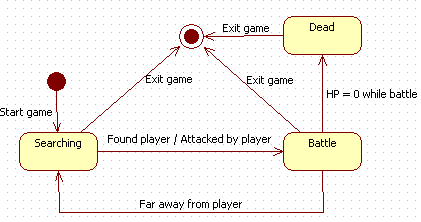 Exit game
Dead
Exit game
Exit game
HP = 0 while battle
Start game
Searching
Found player / Attacked by player
Battle
Far away from player